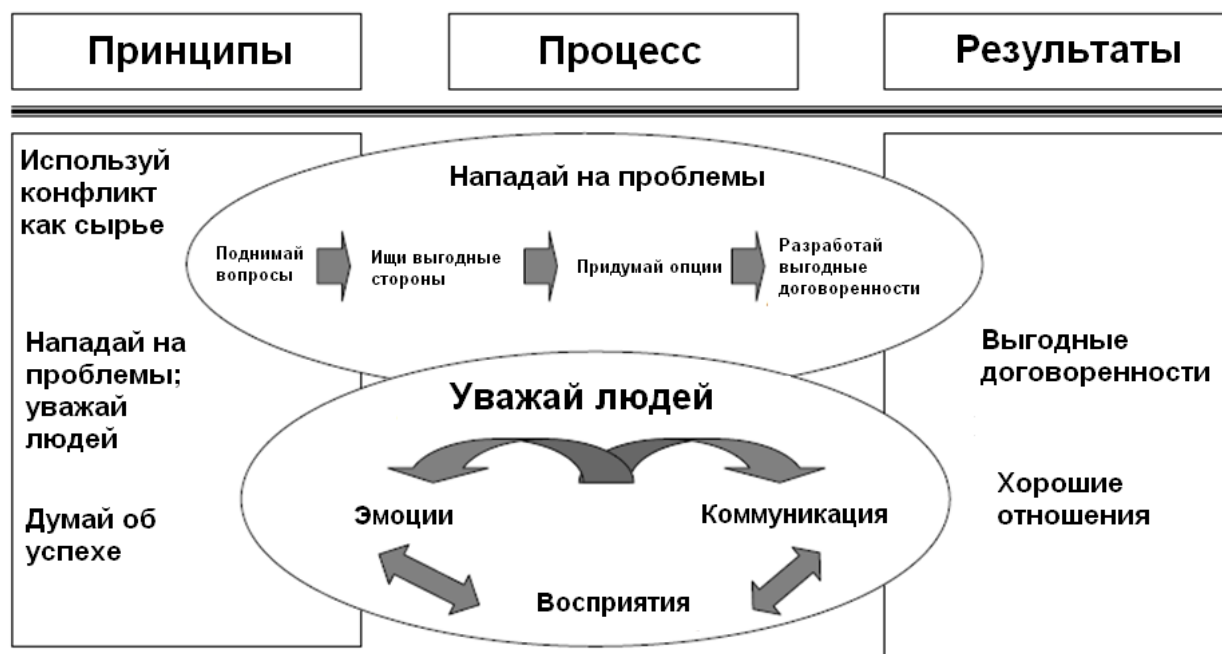 Принципы
Процесс
Результаты
Используй
конфликт
как сырье
Нападай на
проблемы;
уважай
людей
Думай об
успехе
Нападай на проблемы
Поднимай
вопросы
Ищи выгодные
стороны
Придумай опции
Разработай
выгодные
договоренности
Уважай людей
Эмоции
Коммуникация
Восприятия
Выгодные
договоренности
Хорошие
отношения